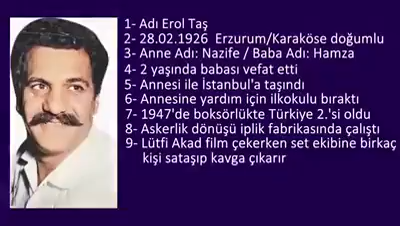 1- Adı Erol Taş
2- 28.02.1926 Erzurum/Karaköse doğumlu
3- Anne Adı: Nazife / Baba Adı: Hamza
4- 2 yaşında babası vefat etti
5- Annesi ile İstanbul'a taşındı
6- Annesine yardım için ilkokulu bıraktı
7- 1947'de boksörlükte Türkiye 2.'si oldu
8- Askerlik dönüşü iplik fabrikasında çalıştı
9- Lütfi Akad film çekerken set ekibine birkaç
kişi sataşıp kavga çıkarır